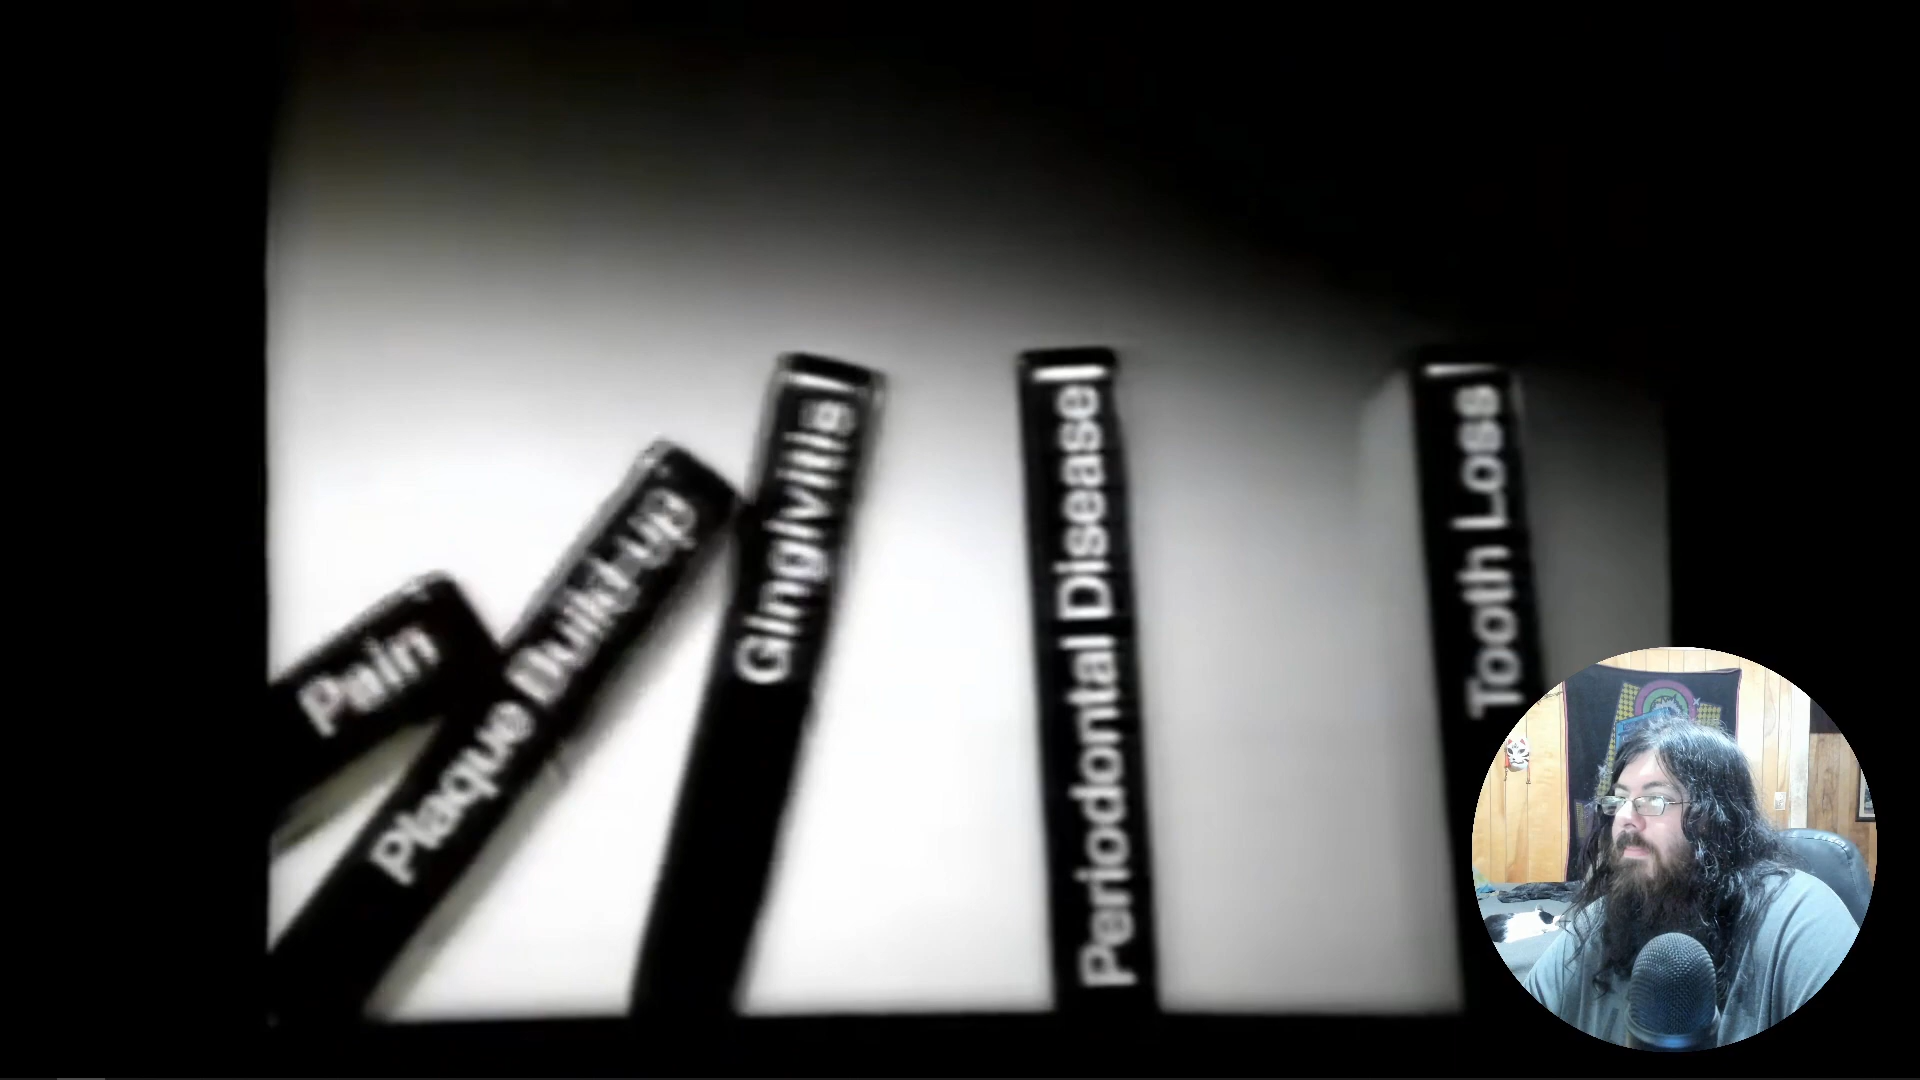 Pain
Plaque Build-up
Gingivitis
Periodontal Disease
Tooth Loss